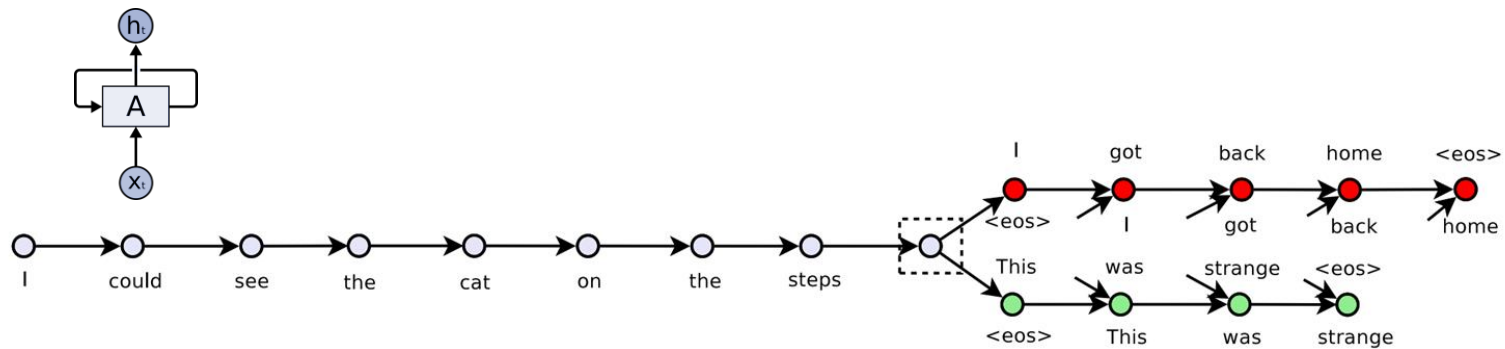 hₜ
A
xₜ
I got back home <eos>
<eos> I got back home
I could see the cat on the steps
This was strange <eos>
<eos> This was strange